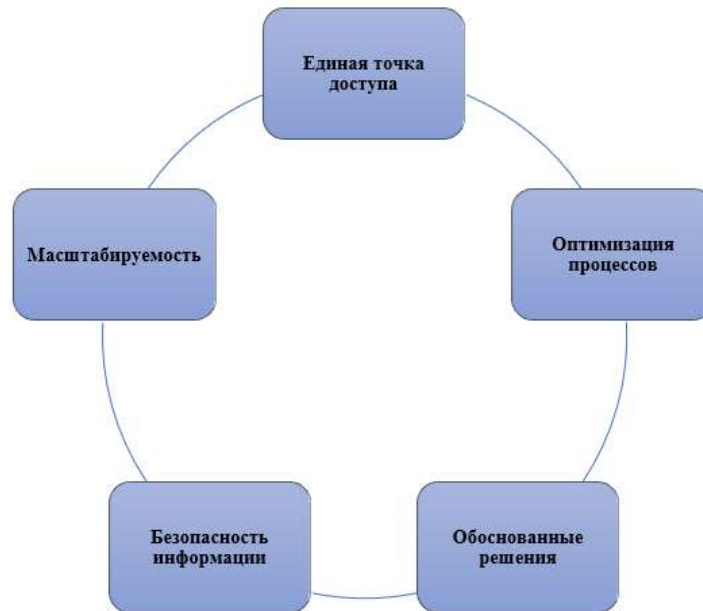 Единая точка
доступа
Оптимизация
процессов
Обоснованные
решения
Безопасность
информации
Масштабируемость